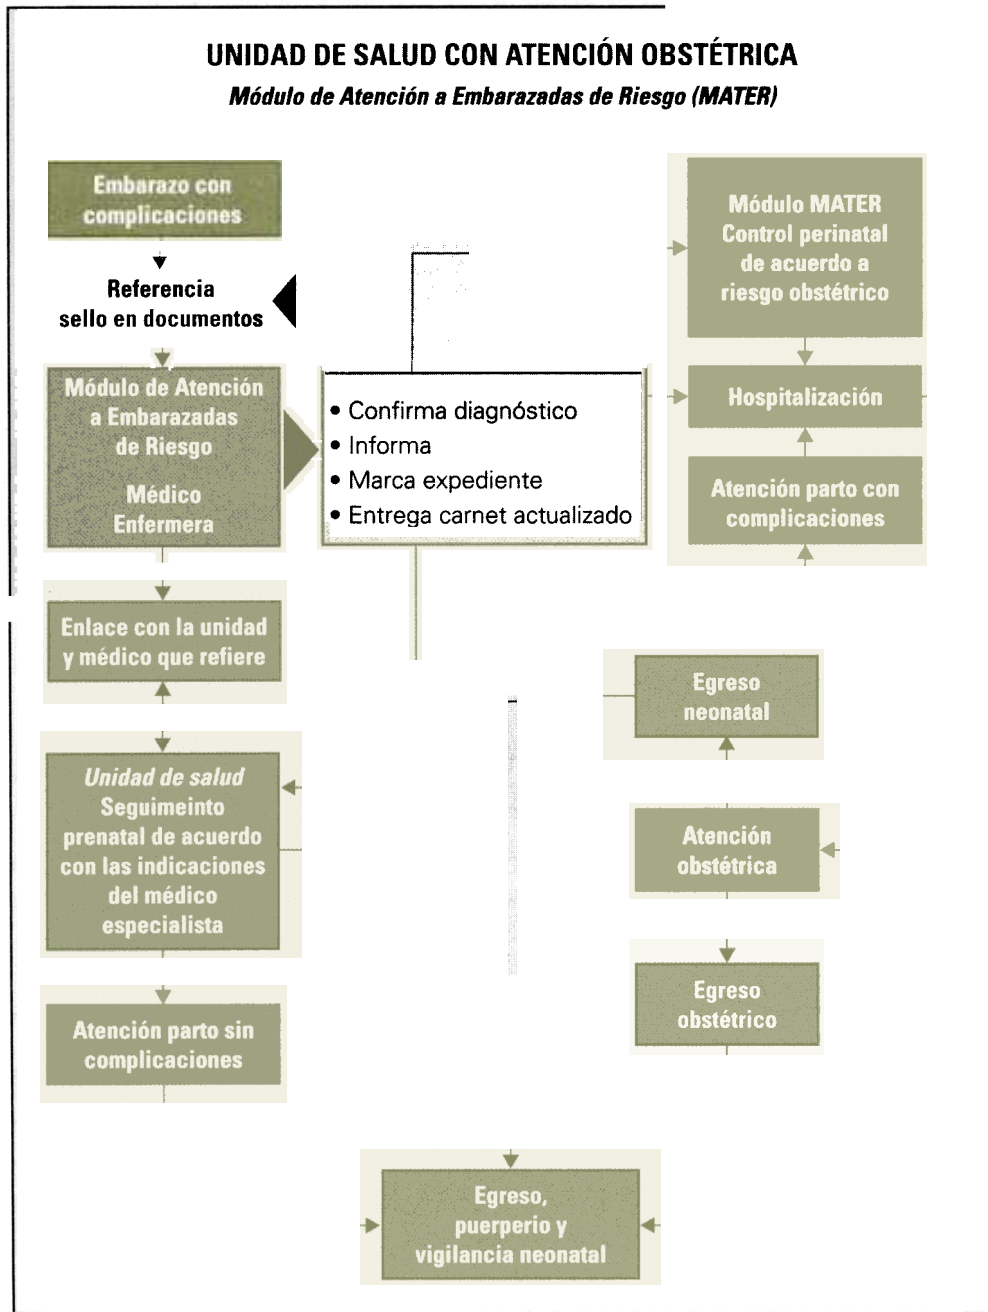 UNIDAD DE SALUD CON ATENCIÓN OBSTÉTRICA
Módulo de Atención a Embarazadas de Riesgo (MATER)
Embarazo con
complicaciones
Referencia
sello en documentos
Módulo de Atención
a Embarazadas
de Riesgo
Médico
Enfermera
• Confirma diagnóstico
• Informa
• Marca expediente
• Entrega carnet actualizado
Módulo MATER
Control perinatal
de acuerdo a
riesgo obstétrico
Hospitalización
Atención parto con
complicaciones
Enlace con la unidad
y médico que refiere
Unidad de salud
Seguimeinto
prenatal de acuerdo
con las indicaciones
del médico
especialista
Atención parto sin
complicaciones
Egreso
neonatal
Atención
obstétrica
Egreso
obstétrico
Egreso,
puerperio y
vigilancia neonatal